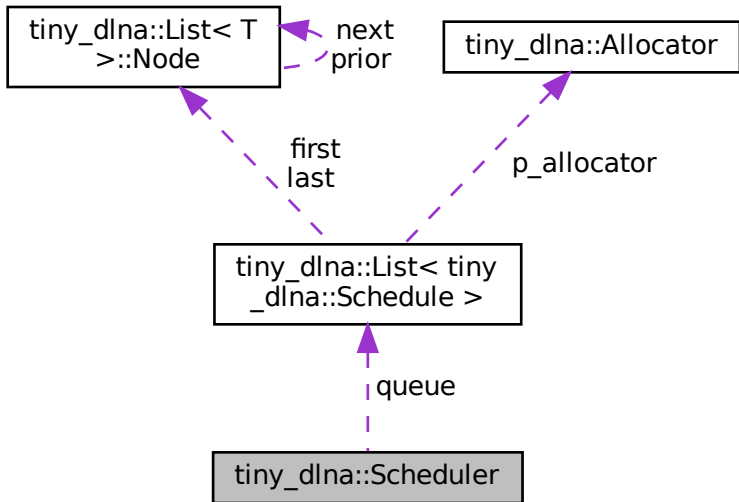 tiny_dlna::List< T
>::Node
next
prior
tiny_dlna::Allocator
first
last
p_allocator
tiny_dlna::List< tiny
_dlna::Schedule >
queue
tiny_dlna::Scheduler